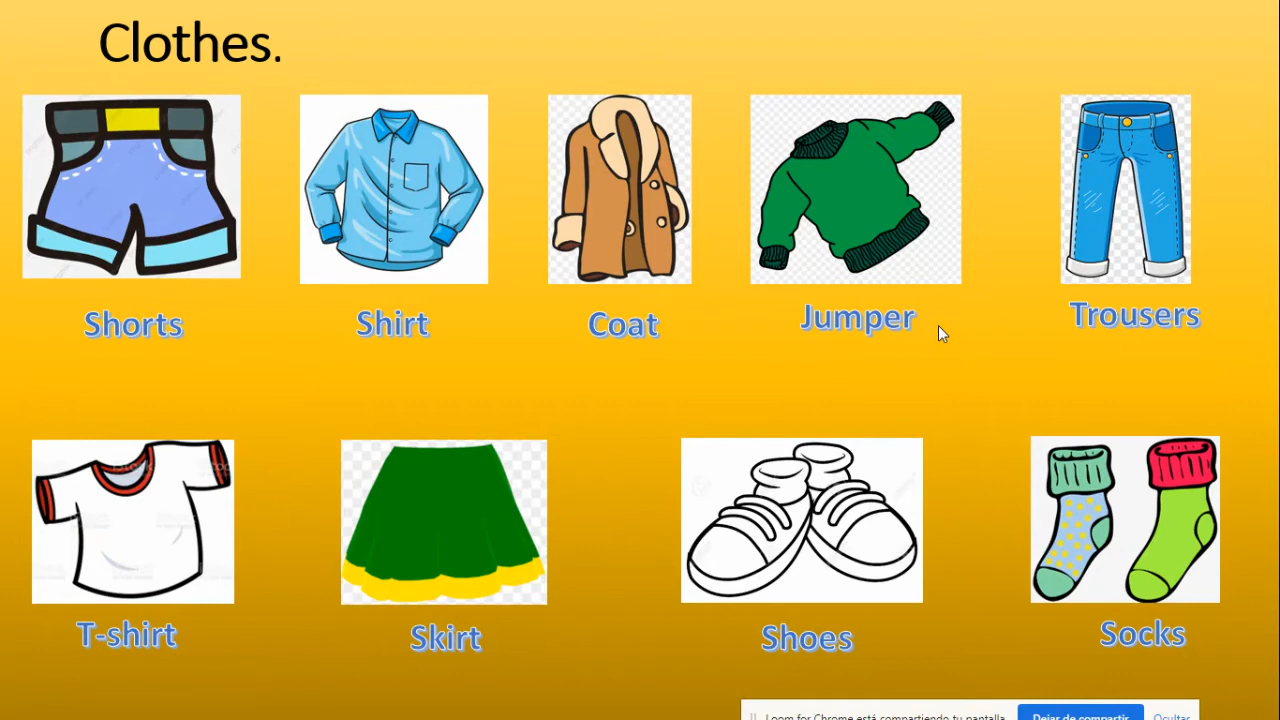 Clothes.
Shorts
Shirt
Coat
Jumper
Trousers
T-shirt
Skirt
Shoes
Socks
Loom for Chrome está compartiendo tu pantalla.
Dejar de compartir
Ocultar